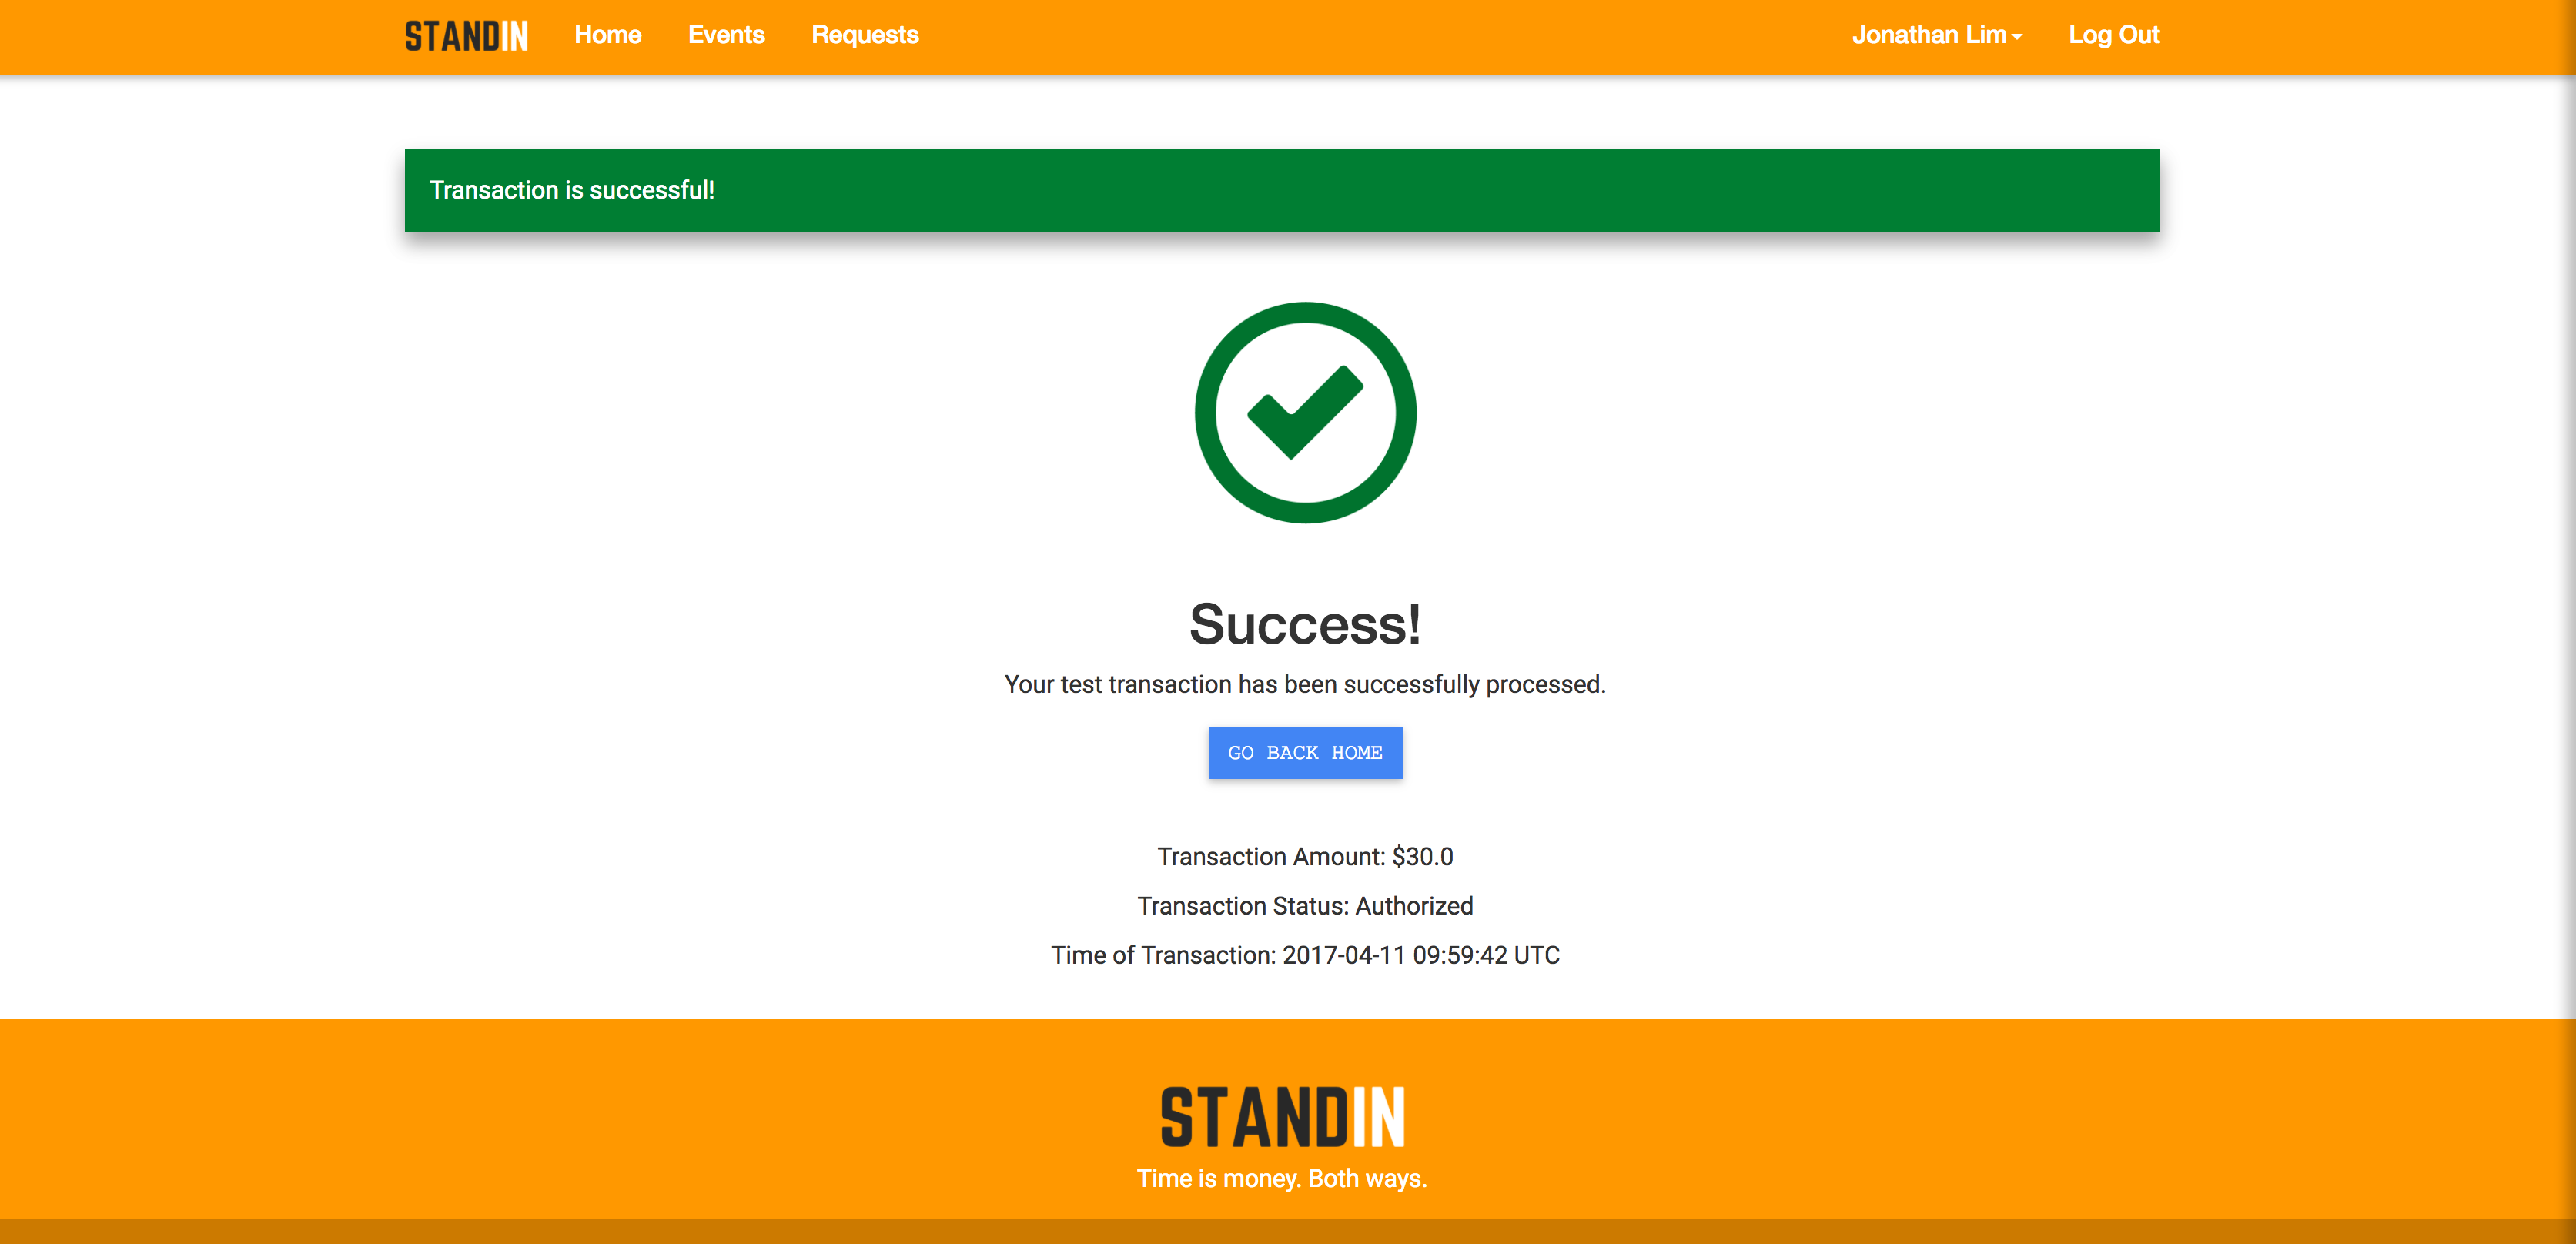 STANDIN Home Events Requests Jonathan Lim Log Out
Transaction is successful!
Success!
Your test transaction has been successfully processed.
GO BACK HOME
Transaction Amount: $30.0
Transaction Status: Authorized
Time of Transaction: 2017-04-11 09:59:42 UTC
STANDIN
Time is money. Both ways.